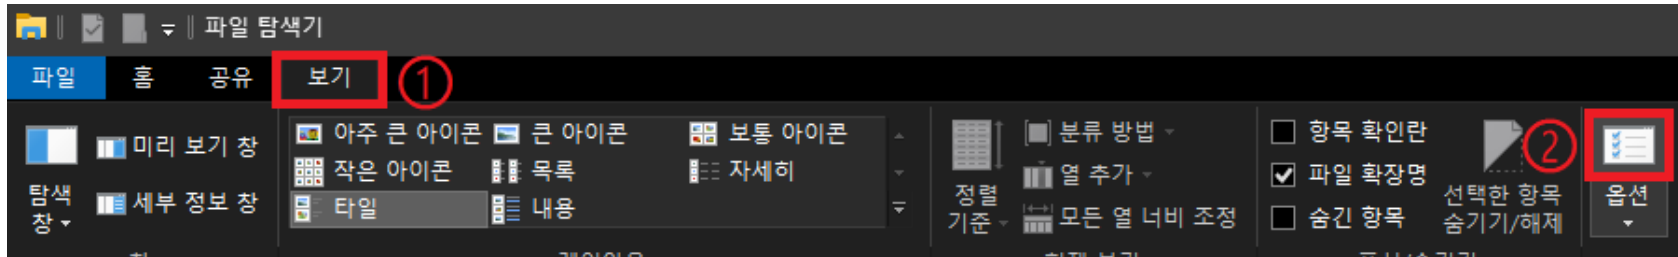 파일 탐색기
파일 홈 공유 보기 ①
탐색 창
미리 보기 창
세부 정보 창
아주 큰 아이콘 큰 아이콘 보통 아이콘
작은 아이콘 목록 자세히
타일 내용
정렬 기준
분류 방법
열 추가
모든 열 너비 조정
항목 확인란
파일 확장명
숨긴 항목
선택한 항목
숨기기/해제
②
옵션